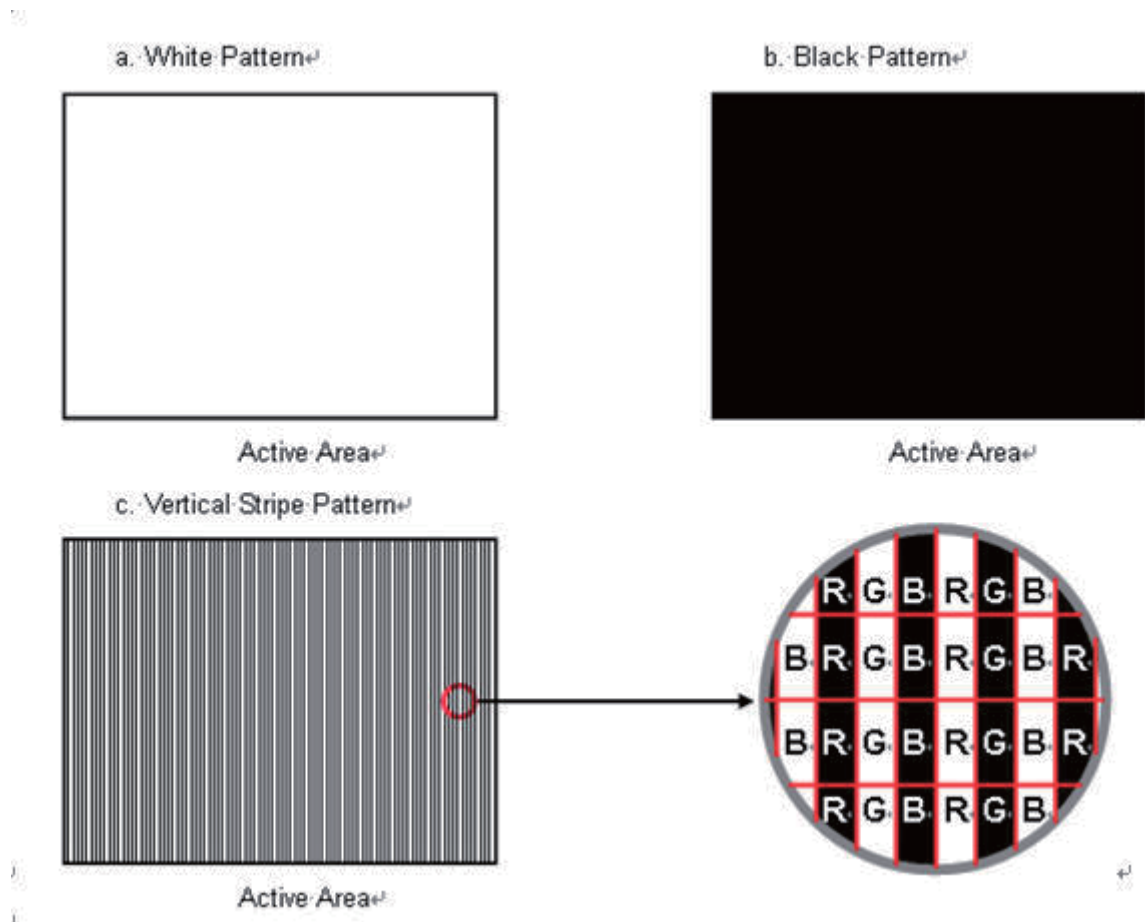 a. White Pattern
b. Black Pattern
Active Area
Active Area
c. Vertical Stripe Pattern
R G B R G B
B R G B R G B R
B R G B R G B R
R G B R G B
Active Area